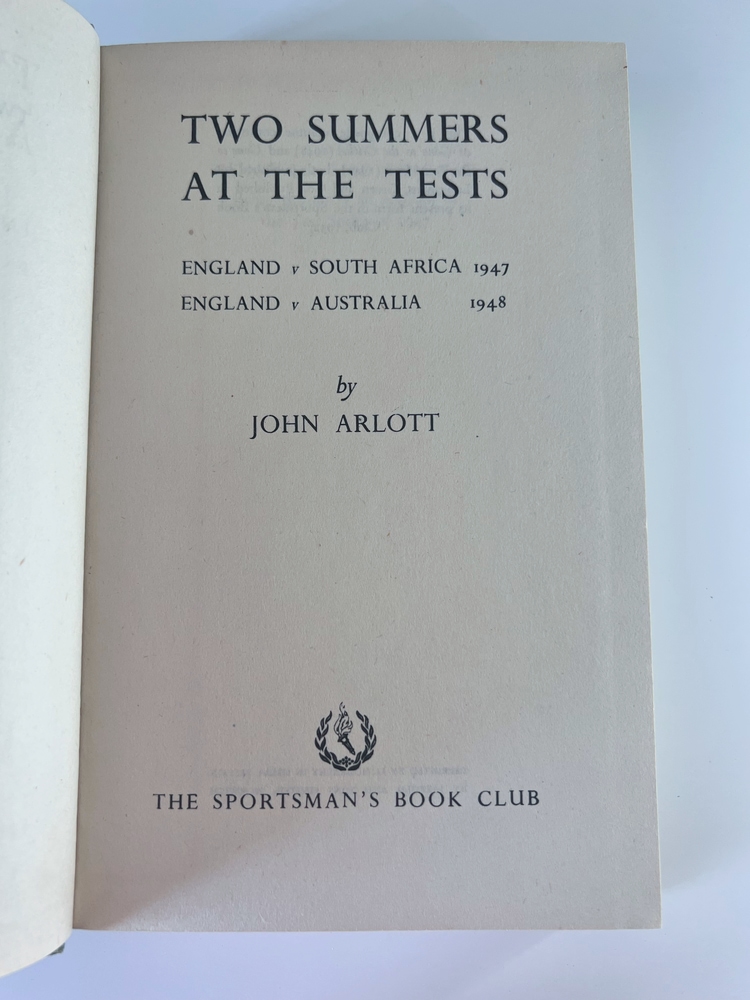 TWO SUMMERS
AT THE TESTS
ENGLAND v SOUTH AFRICA 1947
ENGLAND v AUSTRALIA 1948
by
JOHN ARLOTT
THE SPORTSMAN'S BOOK CLUB